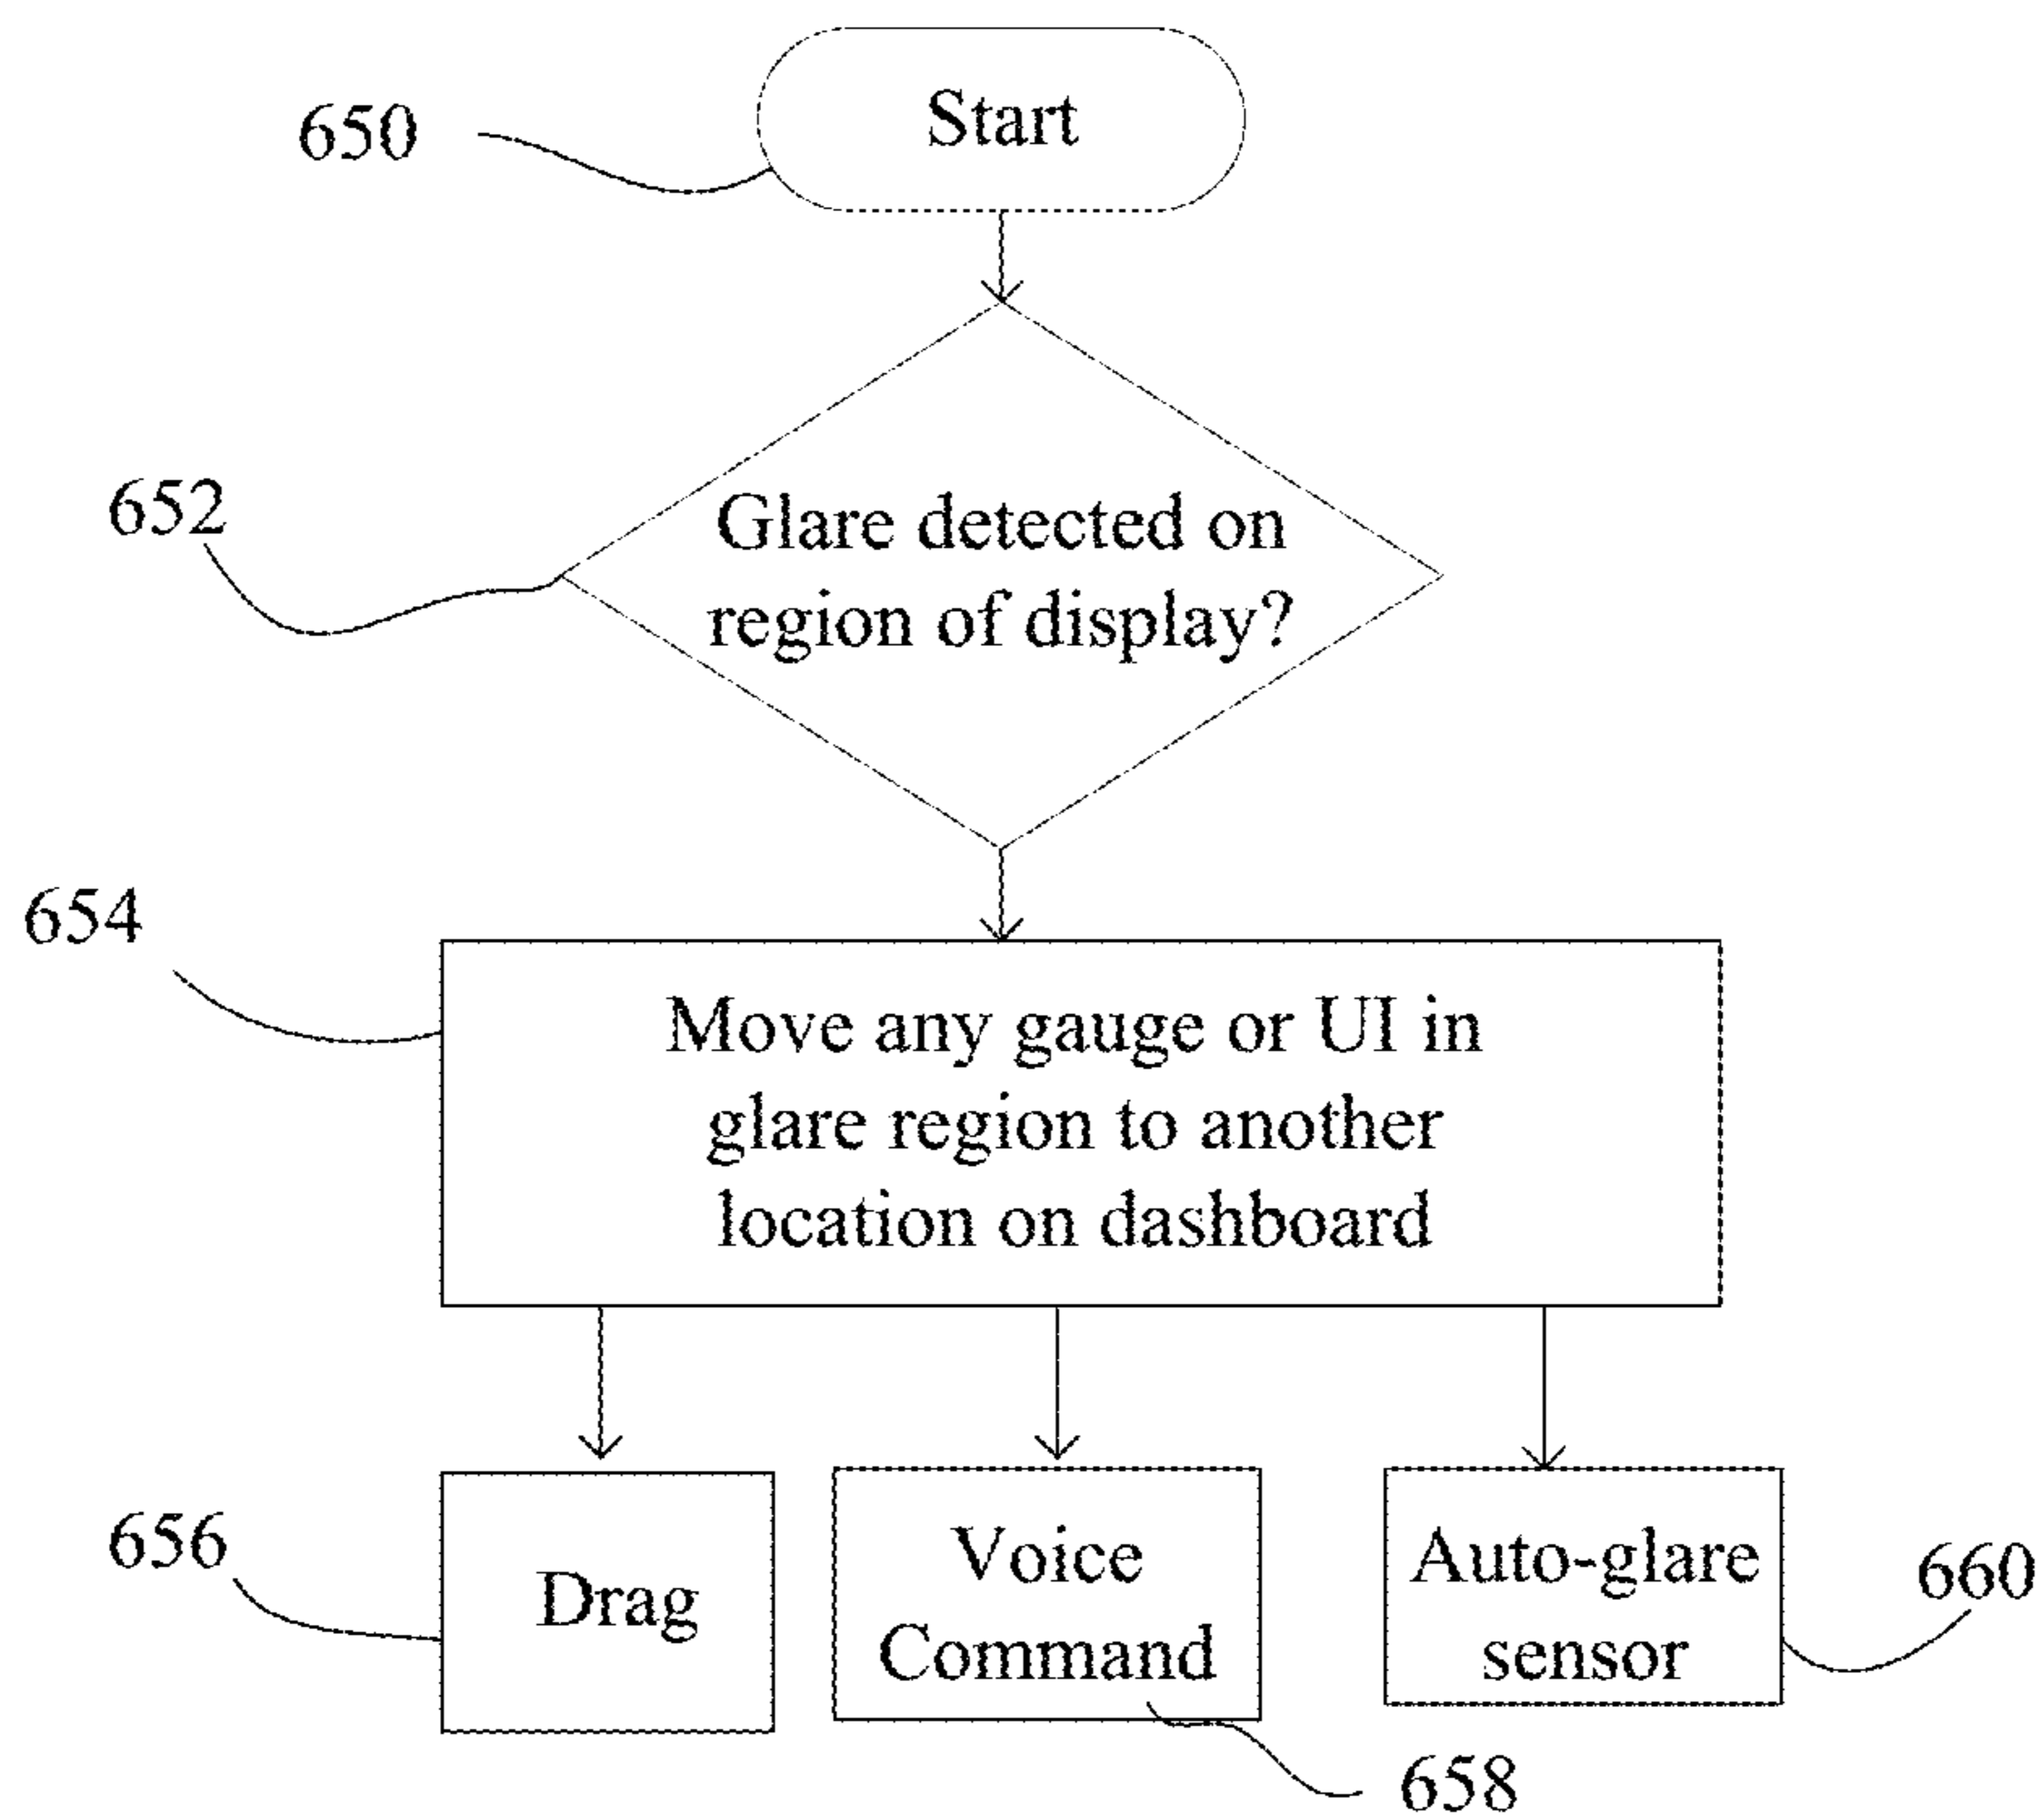 650
Start
652
Glare detected on
region of display?
654
Move any gauge or UI in
glare region to another
location on dashboard
656
Drag
Voice
Command
Auto-glare
sensor
660
658